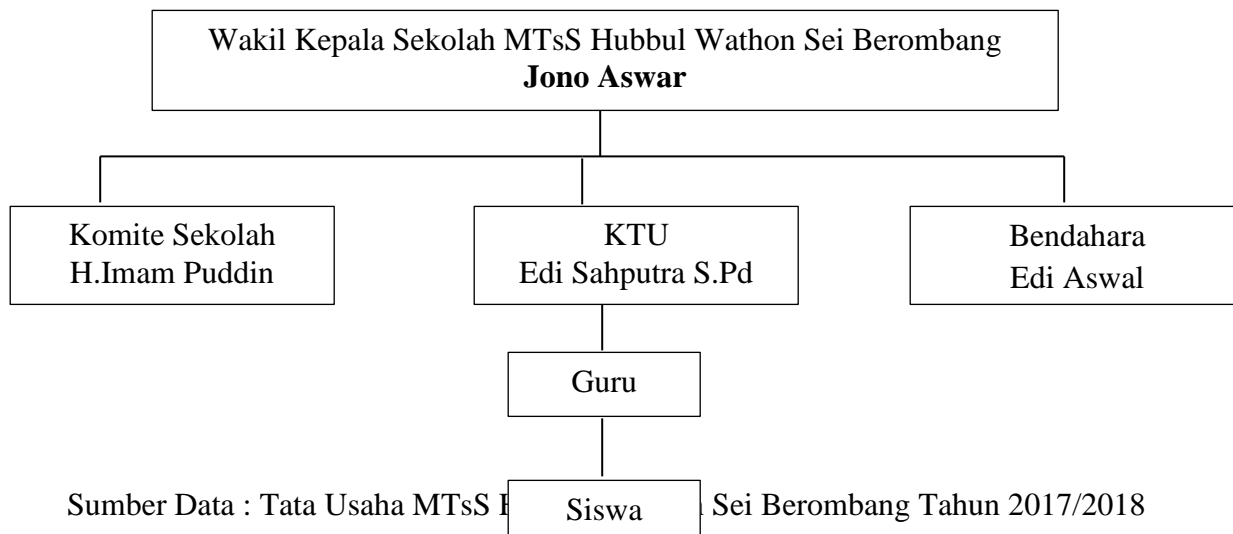 Wakil Kepala Sekolah MTsS Hubbul Wathon Sei Berombang
Jono Aswar
Komite Sekolah
H.Imam Puddin
KTU
Edi Sahputra S.Pd
Bendahara
Edi Aswal
Guru
Siswa
Sumber Data : Tata Usaha MTsS Sei Berombang Tahun 2017/2018